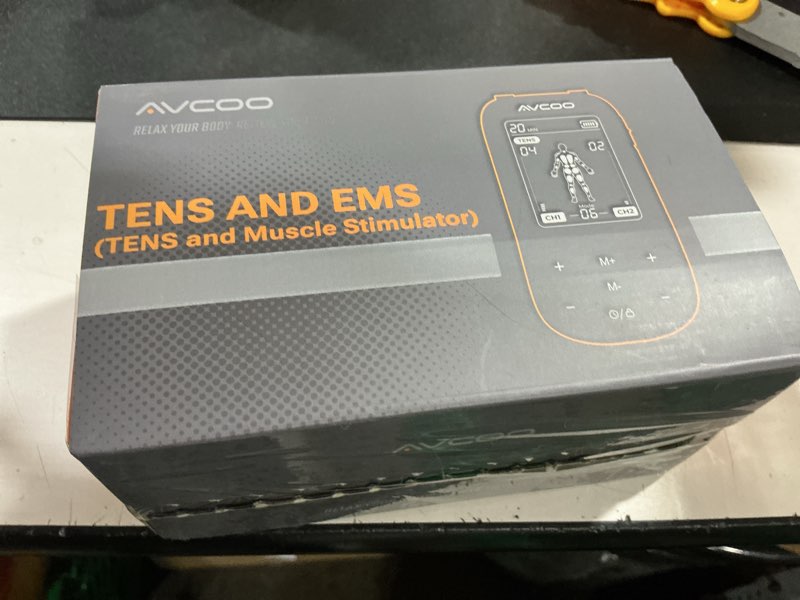 AVCOO
RELAX YOUR BODY
TENS AND EMS
(TENS and Muscle Stimulator)
AVCOO
20 MIN
TENS
04 02
Mode
CH1 -06- CH2
+ M+ +
M-
- -
AVCOO